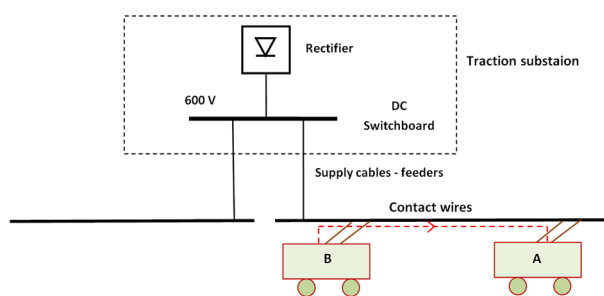 Rectifier
Traction substaion
600 V
DC
Switchboard
Supply cables - feeders
Contact wires
B
A